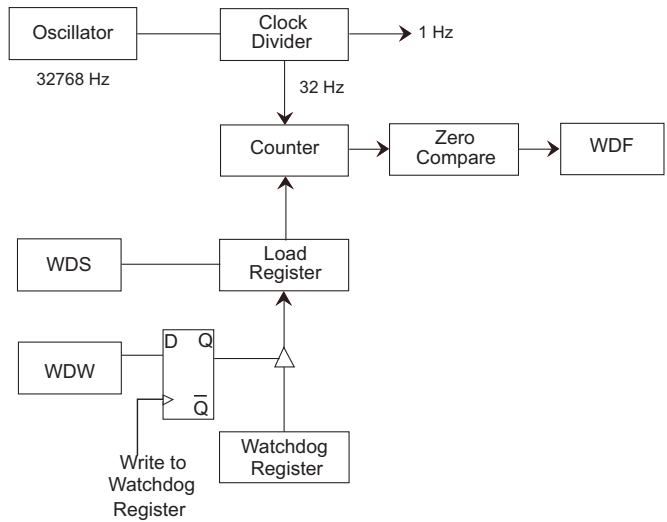 Oscillator
Clock
Divider
1 Hz
32768 Hz
32 Hz
Counter
Zero
Compare
WDF
WDS
Load
Register
WDW
D Q
Q̅
Watchdog
Register
Write to
Watchdog
Register